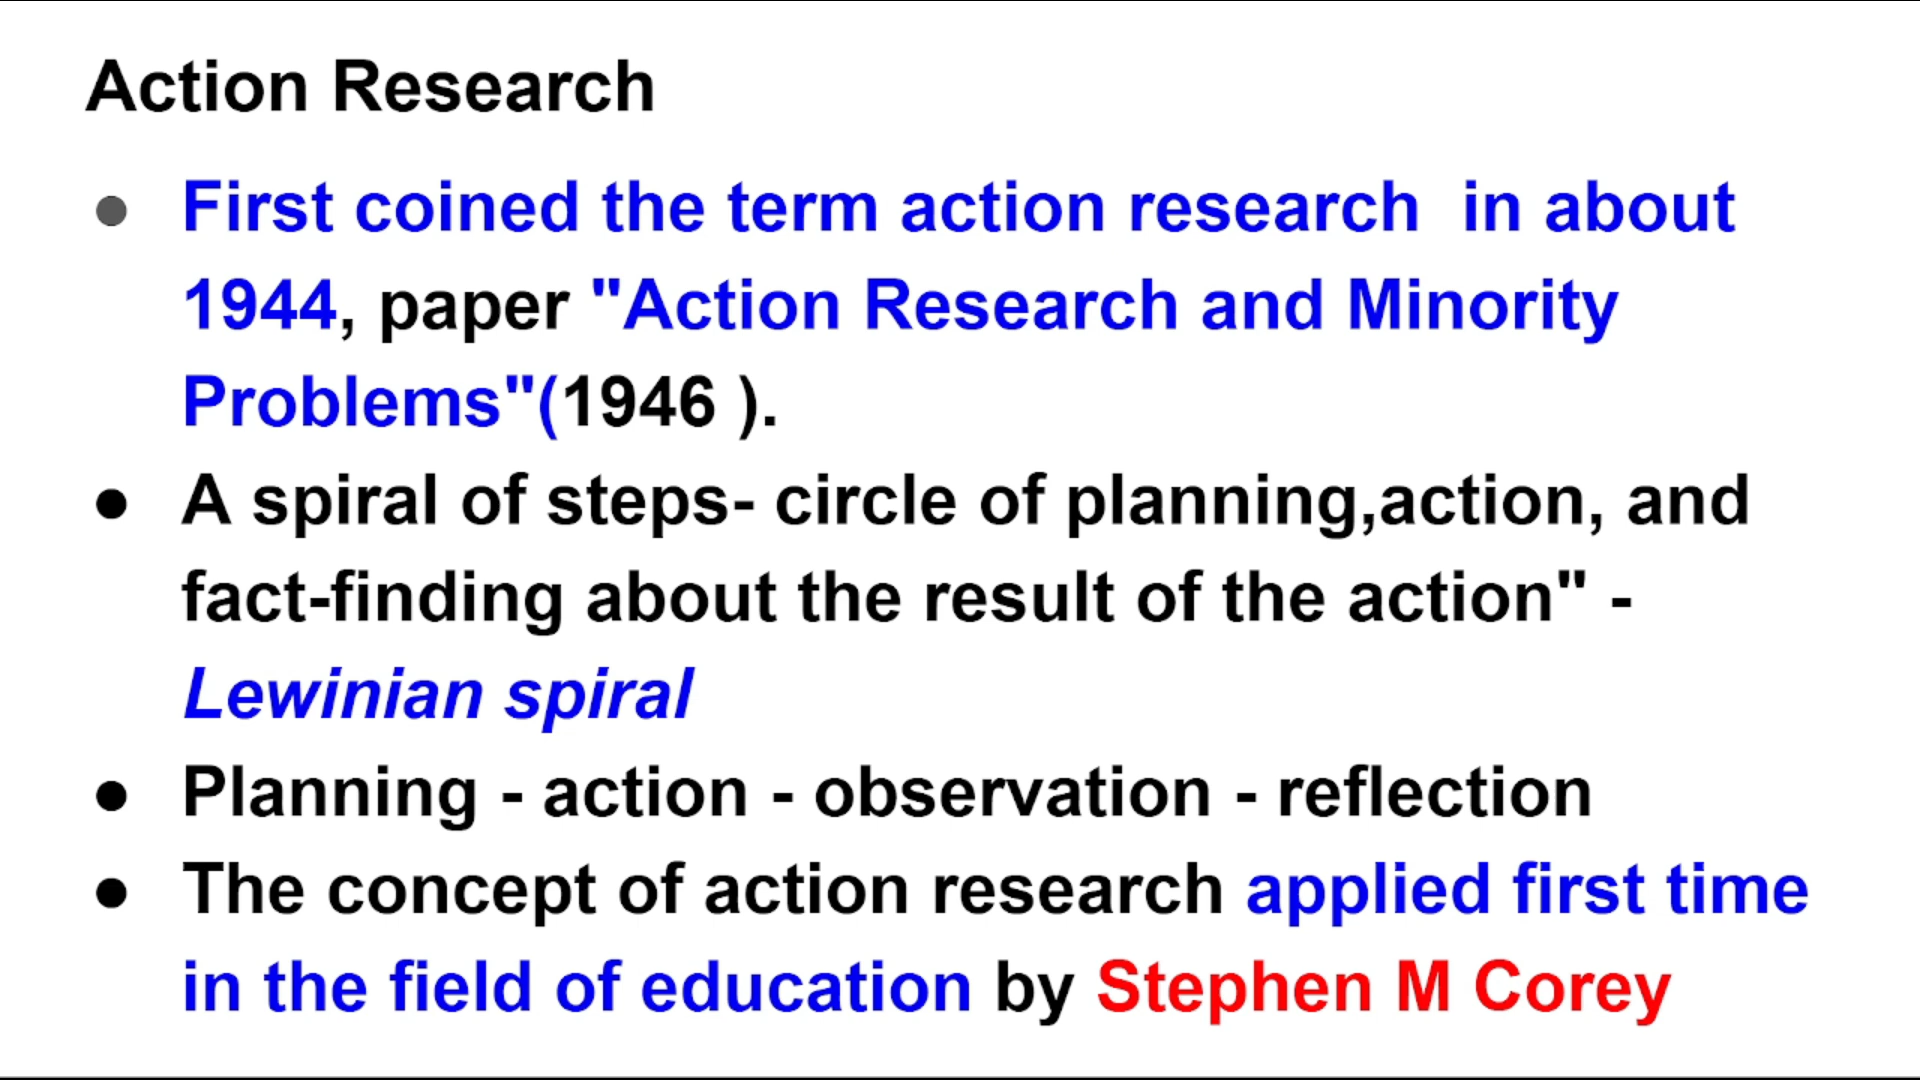 Action Research
● First coined the term action research  in about
1944, paper "Action Research and Minority
Problems"(1946 ).
● A spiral of steps- circle of planning,action, and
fact-finding about the result of the action" -
Lewinian spiral
● Planning - action - observation - reflection
● The concept of action research applied first time
in the field of education by Stephen M Corey